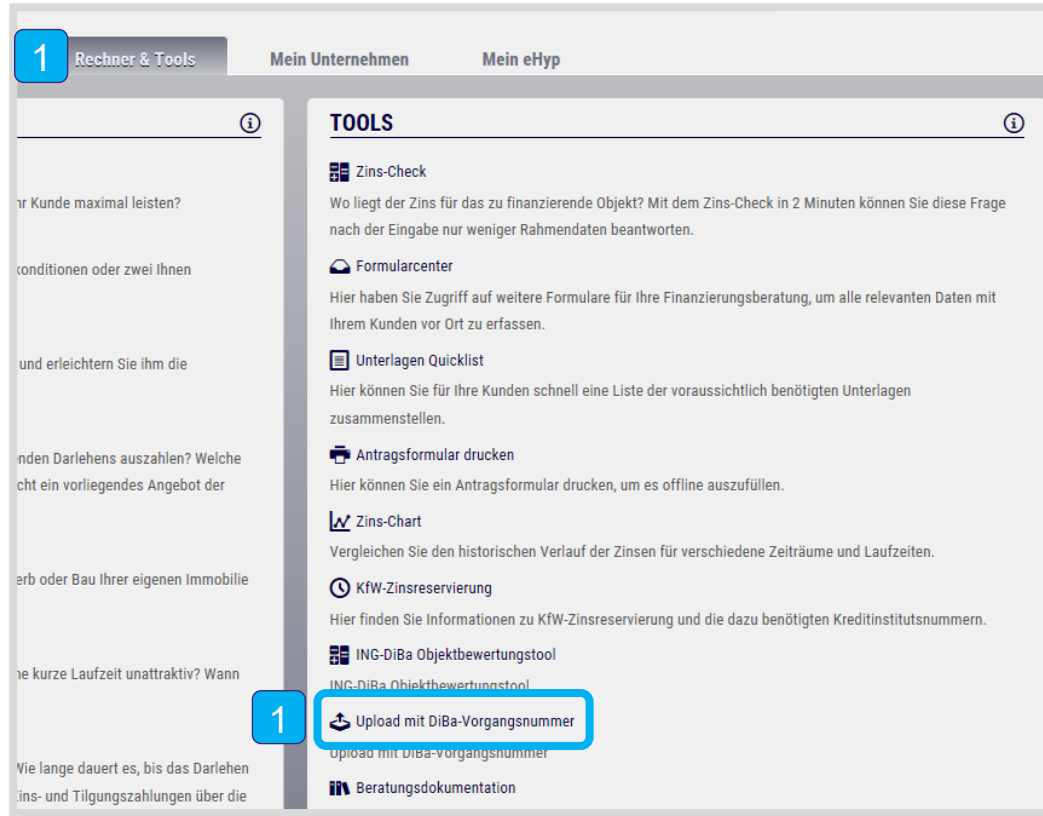 1
Rechner & Tools
Mein Unternehmen
Mein eHyp
hr Kunde maximal leisten?
konditionen oder zwei Ihnen
und erleichtern Sie ihm die
enden Darlehens auszahlen? Welche
cht ein vorliegendes Angebot der
erb oder Bau Ihrer eigenen Immobilie
ne kurze Laufzeit unattraktiv? Wann
Wie lange dauert es, bis das Darlehen
Zins- und Tilgungszahlungen über die
TOOLS
Zins-Check
Wo liegt der Zins für das zu finanzierende Objekt? Mit dem Zins-Check in 2 Minuten können Sie diese Frage
nach der Eingabe nur weniger Rahmendaten beantworten.
Formularcenter
Hier haben Sie Zugriff auf weitere Formulare für Ihre Finanzierungsberatung, um alle relevanten Daten mit
Ihrem Kunden vor Ort zu erfassen.
Unterlagen Quicklist
Hier können Sie für Ihre Kunden schnell eine Liste der voraussichtlich benötigten Unterlagen
zusammenstellen.
Antragsformular drucken
Hier können Sie ein Antragsformular drucken, um es offline auszufüllen.
Zins-Chart
Vergleichen Sie den historischen Verlauf der Zinsen für verschiedene Zeiträume und Laufzeiten.
KfW-Zinsreservierung
Hier finden Sie Informationen zu KfW-Zinsreservierung und die dazu benötigten Kreditinstitutsnummern.
ING-DiBa Objektbewertungstool
ING-DiBa Objektbewertungstool
1
Upload mit DiBa-Vorgangsnummer
Upload mit DiBa-Vorgangsnummer
Beratungsdokumentation